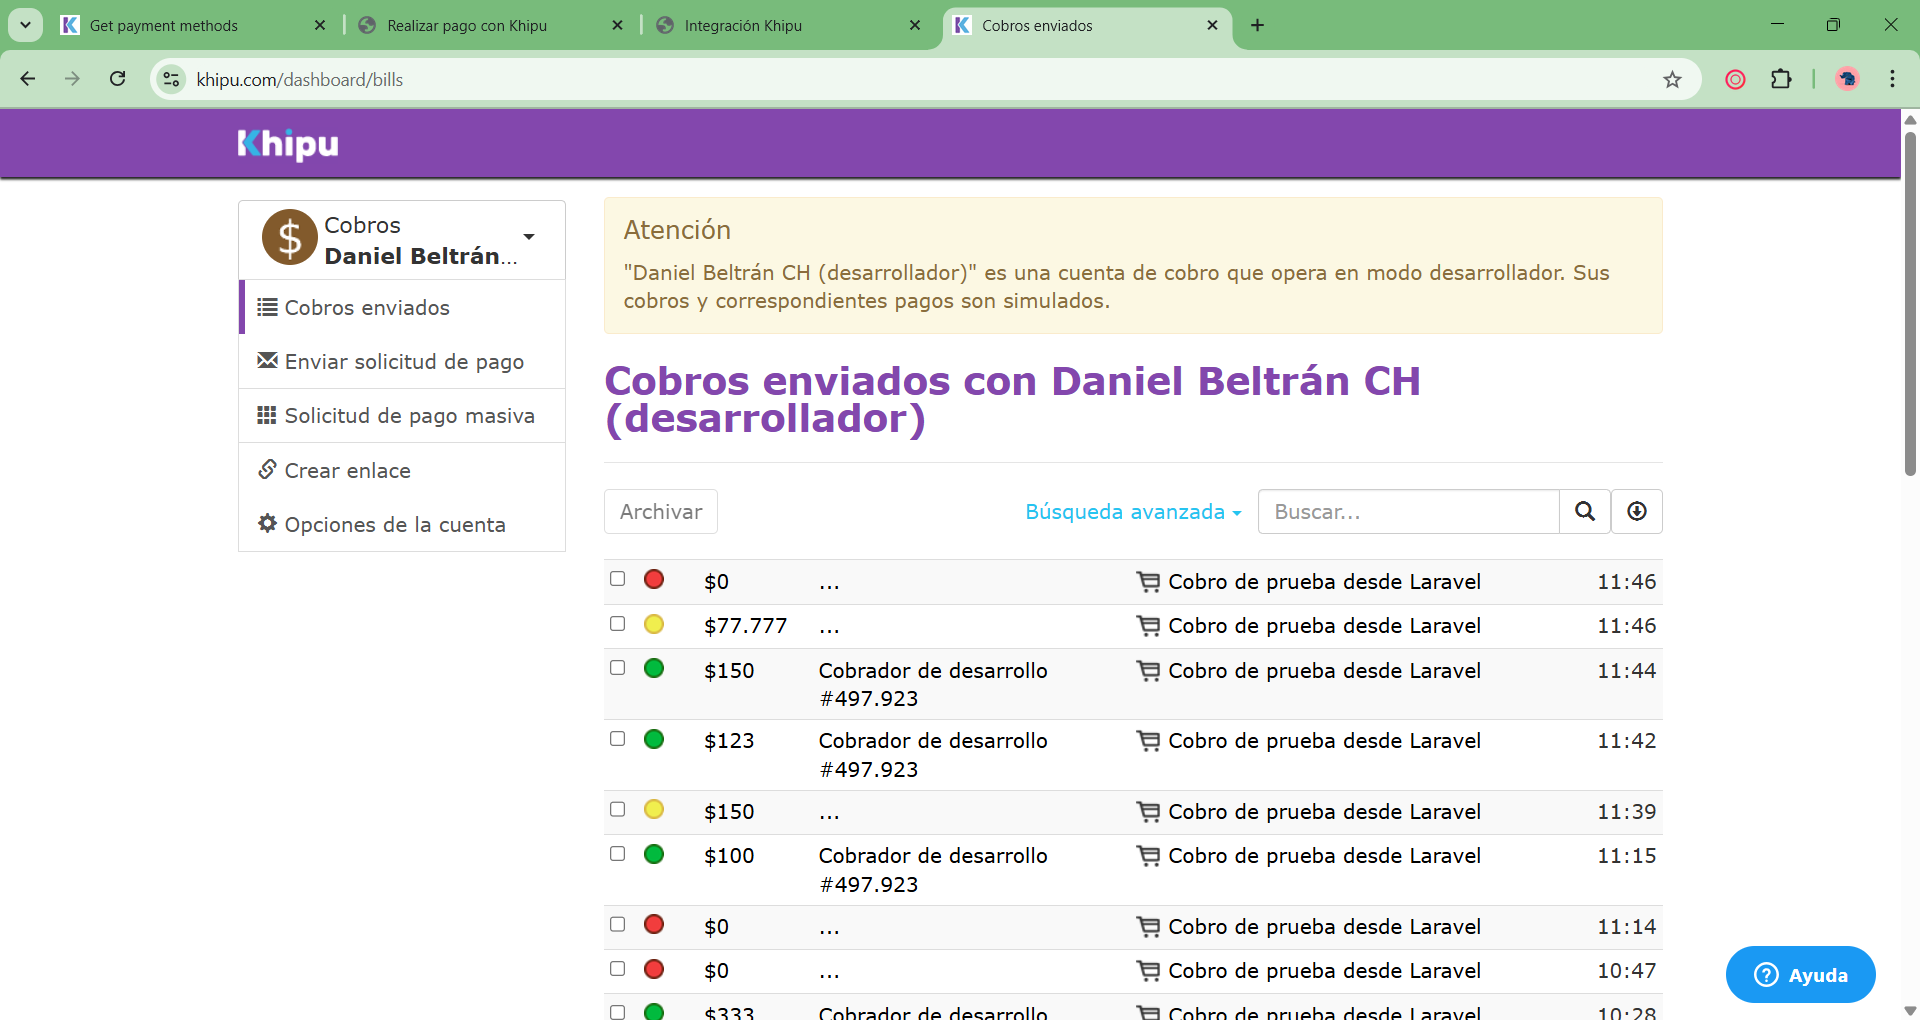 Get payment methods
Realizar pago con Khipu
Integración Khipu
Cobros enviados
khipu.com/dashboard/bills
Khipu
Cobros
Daniel Beltrán...
Cobros enviados
Enviar solicitud de pago
Solicitud de pago masiva
Crear enlace
Opciones de la cuenta
Atención
"Daniel Beltrán CH (desarrollador)" es una cuenta de cobro que opera en modo desarrollador. Sus
cobros y correspondientes pagos son simulados.
Cobros enviados con Daniel Beltrán CH
(desarrollador)
Archivar
Búsqueda avanzada
Buscar...
$0 ... Cobro de prueba desde Laravel 11:46
$77.777 ... Cobro de prueba desde Laravel 11:46
$150 Cobrador de desarrollo Cobro de prueba desde Laravel 11:44
#497.923
$123 Cobrador de desarrollo Cobro de prueba desde Laravel 11:42
#497.923
$150 ... Cobro de prueba desde Laravel 11:39
$100 Cobrador de desarrollo Cobro de prueba desde Laravel 11:15
#497.923
$0 ... Cobro de prueba desde Laravel 11:14
$0 ... Cobro de prueba desde Laravel 10:47
$333 Cobrador de desarrollo Cobro de prueba desde Laravel 10:28
Ayuda